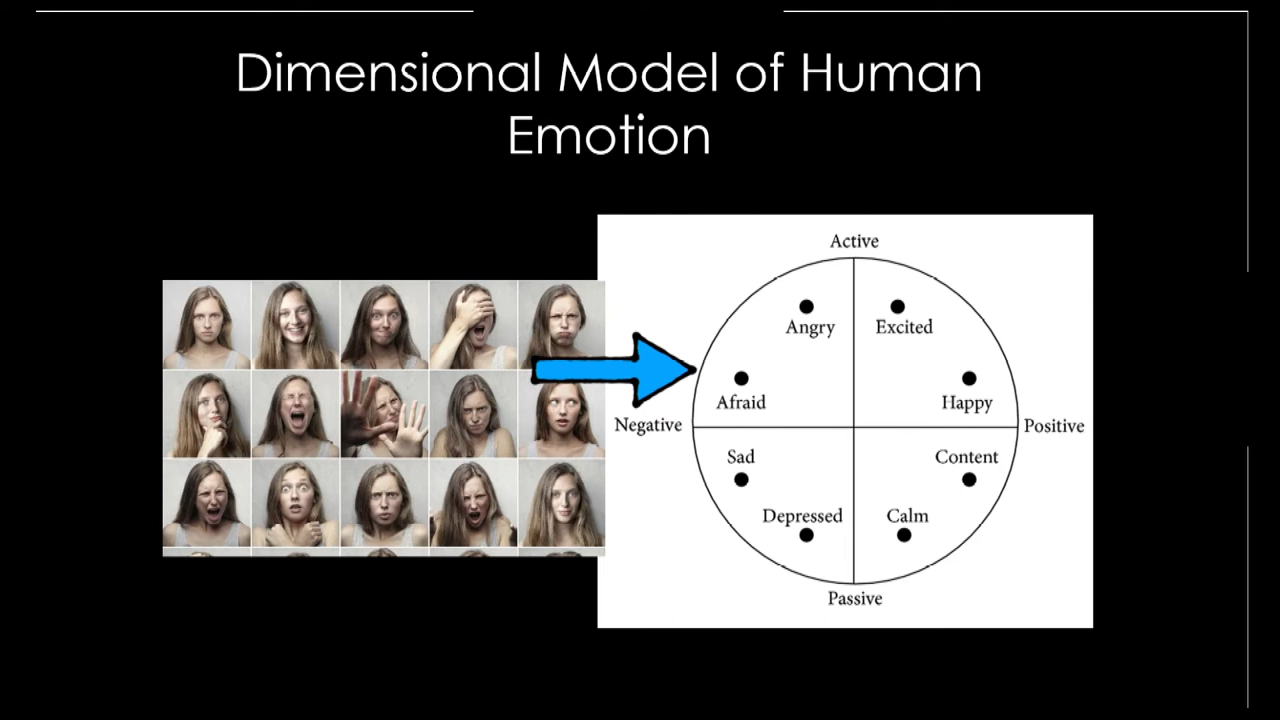 Dimensional Model of Human
Emotion
Active
Angry
Excited
Afraid
Happy
Negative
Positive
Sad
Content
Depressed
Calm
Passive